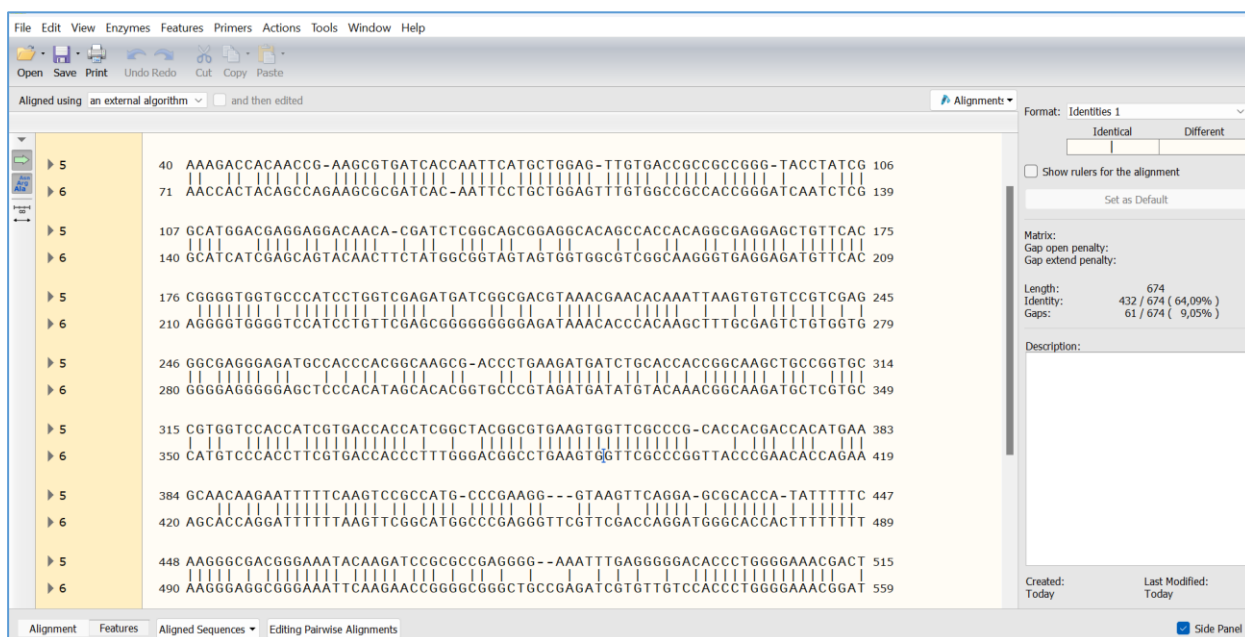 File Edit View Enzymes Features Primers Actions Tools Window Help
Open Save Print Undo Redo Cut Copy Paste
Aligned using an external algorithm and then edited
Alignments
Format: Identities 1
Identical Different
Show rulers for the alignment
Set as Default
Matrix:
Gap open penalty:
Gap extend penalty:
Length: 674
Identity: 432 / 674 ( 64,09% )
Gaps: 61 / 674 ( 9,05% )
Description:
Created: Last Modified:
Today Today
5 40 AAAGACCACAACCG-AAGCGTGATCACCAATTCATGCTGGAG-TTGTGACCGCCGCCGGG-TACCTATCG 106
6 71 AACCACTACAGCCAGAAGCGCGATCAC-AATTCCTGCTGGAGTTTGTGGCCGCCACCGGGATCAATCTCG 139
5 107 GCATGGACGAGGAGGACAACA-CGATCTCGGCAGCGGAGGCACAGCCACCACAGGCGAGGAGCTGTTCAC 175
6 140 GCATCATCGAGCAGTACAACTTCTATGGCGGTAGTAGTGGTGGCGTCGGCAAGGGTGAGGAGATGTTCAC 209
5 176 CGGGGTGGTGCCCATCCTGGTCGAGATGATCGGCGACGTAAACGAACACAAATTAAGTGTGTCCGTCGAG 245
6 210 AGGGGTGGGGTCCATCCTGTTCGAGCGGGGGGGGGAGATAAACACCCACAAGCTTTGCGAGTCTGTGGTG 279
5 246 GGCGAGGGAGATGCCACCCACGGCAAGCG-ACCCTGAAGATGATCTGCACCACCGGCAAGCTGCCGGTGC 314
6 280 GGGGAGGGGGAGCTCCCACATAGCACACGGTGCCCGTAGATGATATGTACAAACGGCAAGATGCTCGTGC 349
5 315 CGTGGTCCACCATCGTGACCACCATCGGCTACGGCGTGAAGTGGTTCGCCCG-CACCACGACCACATGAA 383
6 350 CATGTCCCACCTTCGTGACCACCCTTTGGGACGGCCTGAAGTGGTTCGCCCGGTTACCCGAACACCAGAA 419
5 384 GCAACAAGAATTTTTCAAGTCCGCCATG-CCCGAAGG---GTAAGTTCAGGA-GCGCACCA-TATTTTTC 447
6 420 AGCACCAGGATTTTTTAAGTTCGGCATGGCCCGAGGGTTCGTTCGACCAGGATGGGCACCACTTTTTTTT 489
5 448 AAGGGCGACGGGAAATACAAGATCCGCGCCGAGGGG--AAATTTGAGGGGGACACCCTGGGGAAACGACT 515
6 490 AAGGGAGGCGGGAAATTCAAGAACCGGGGCGGGCTGCCGAGATCGTGTTGTCCACCCTGGGGAAACGGAT 559
Alignment Features Aligned Sequences Editing Pairwise Alignments
Side Panel